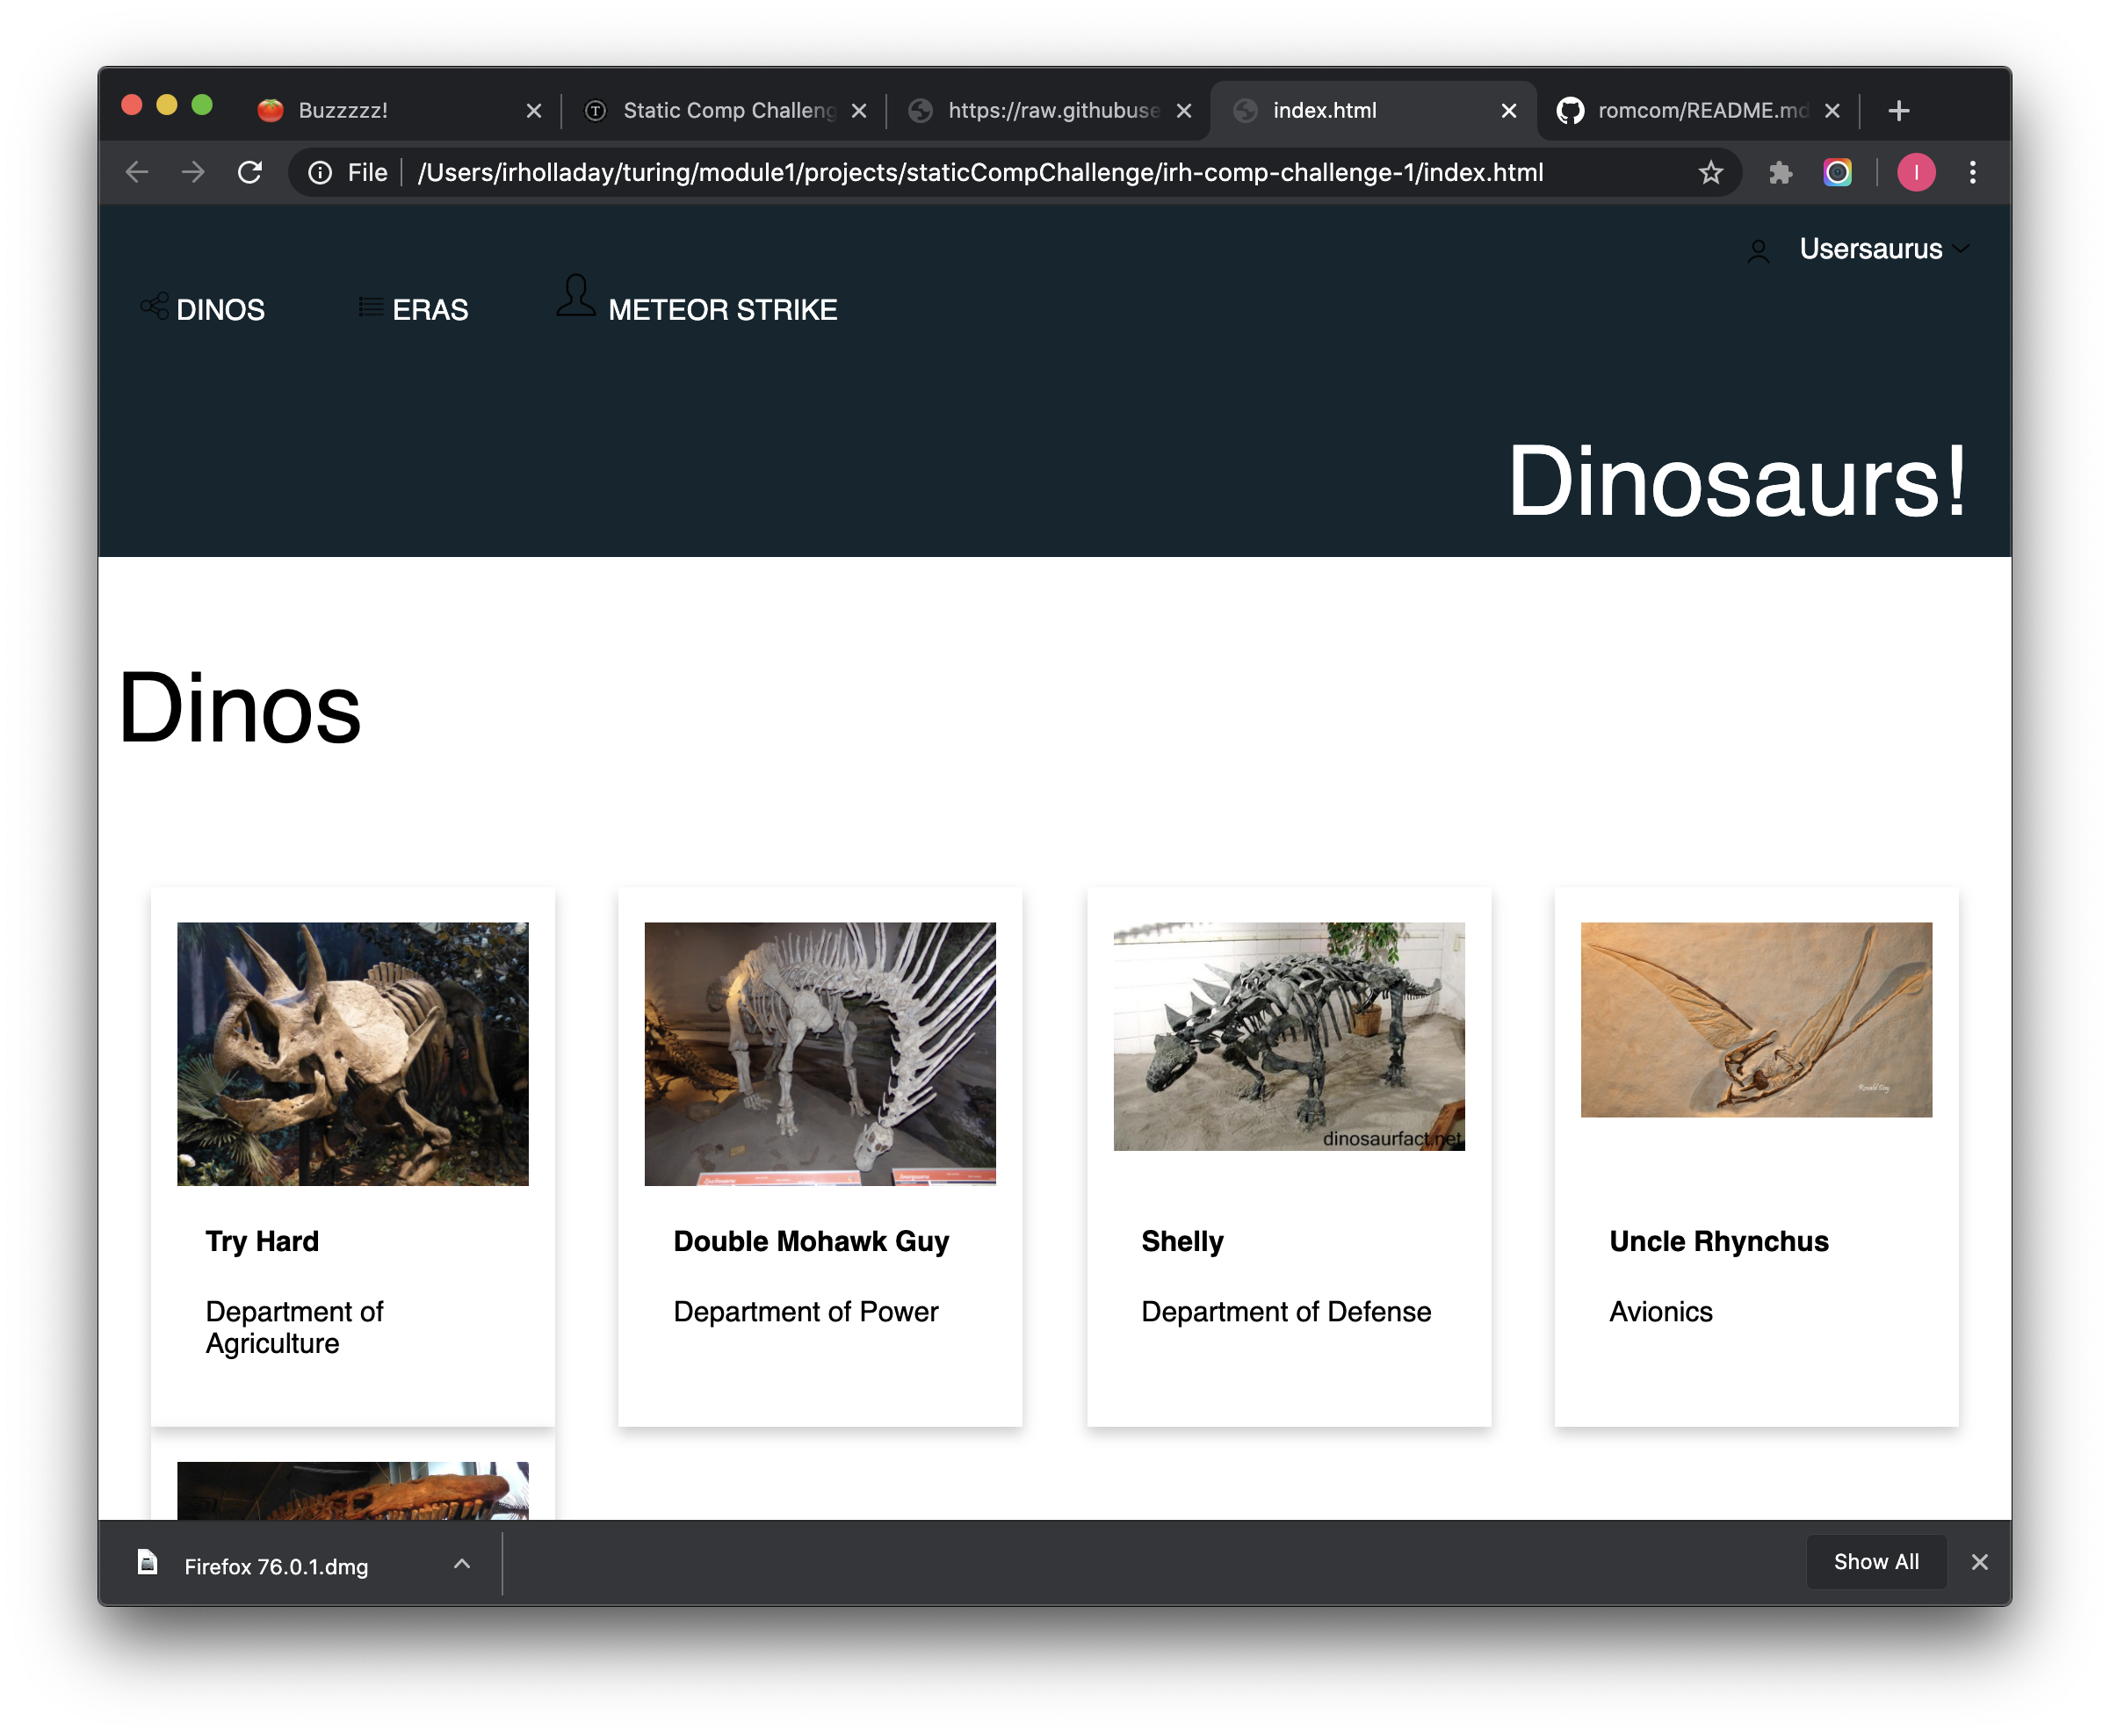 Buzzzzz!
Static Comp Challeng
https://raw.githubuse
index.html
romcom/README.md
File
/Users/irholladay/turing/module1/projects/staticCompChallenge/irh-comp-challenge-1/index.html
I
Usersaurus
DINOS
ERAS
METEOR STRIKE
Dinosaurs!
Dinos
dinosaurfact.net
Try Hard
Double Mohawk Guy
Shelly
Uncle Rhynchus
Department of
Agriculture
Department of Power
Department of Defense
Avionics
Firefox 76.0.1.dmg
Show All